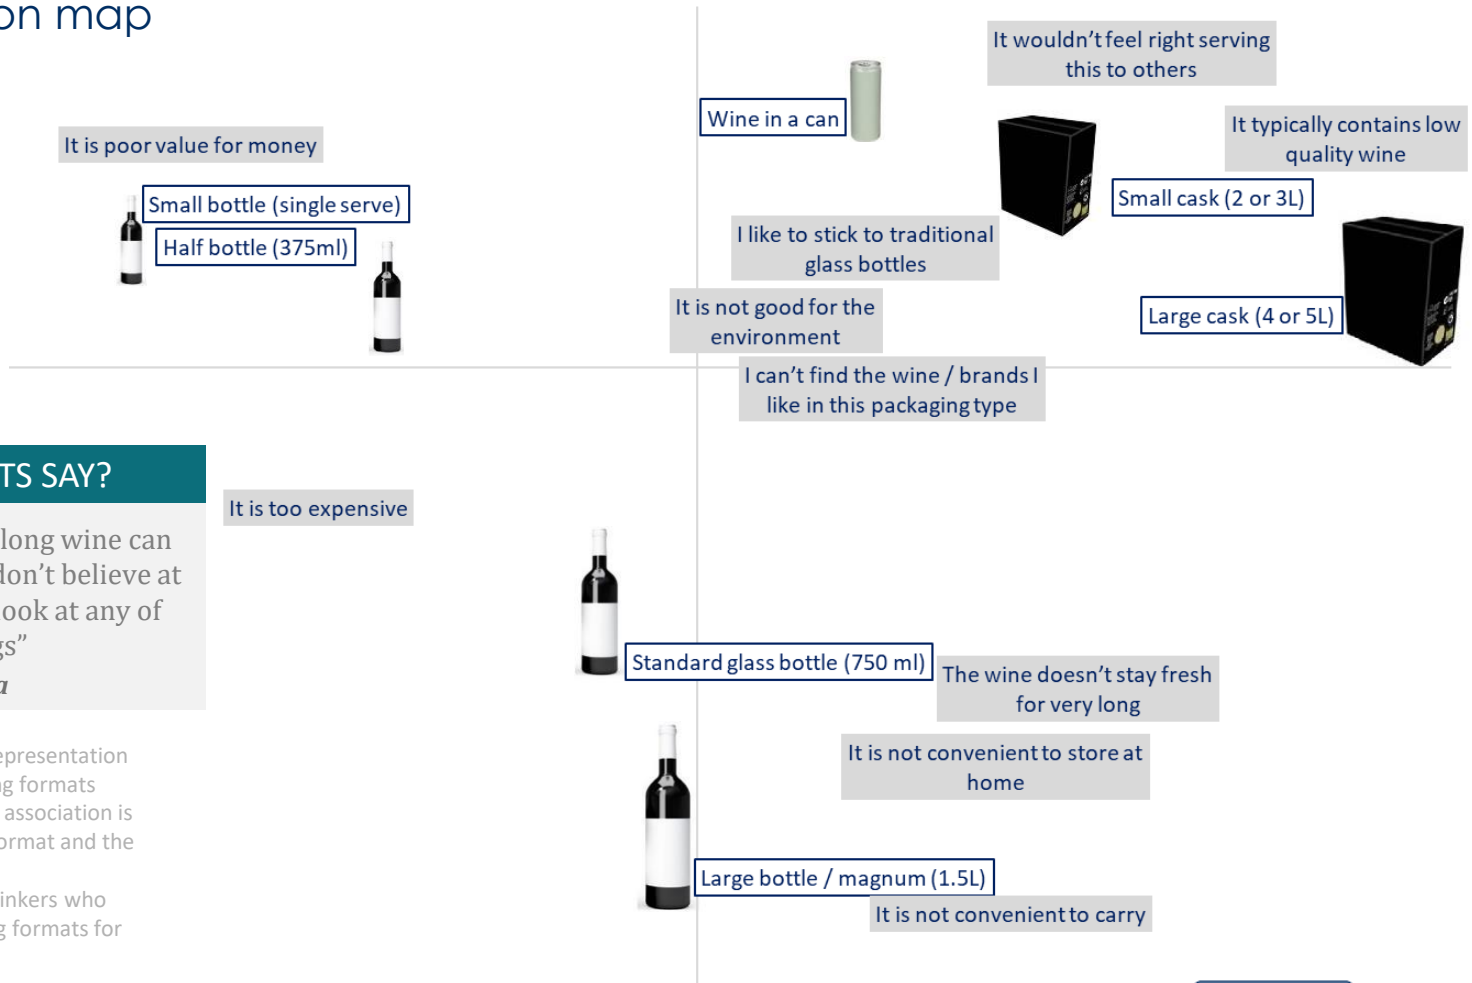 on map
It wouldn't feel right serving
this to others
Wine in a can
It typically contains low
quality wine
It is poor value for money
Small bottle (single serve)
Small cask (2 or 3L)
Half bottle (375ml)
I like to stick to traditional
glass bottles
It is not good for the
environment
Large cask (4 or 5L)
I can't find the wine / brands I
like in this packaging type
TS SAY?
It is too expensive
long wine can
don't believe at
look at any of
gs”
a
Standard glass bottle (750 ml)
The wine doesn't stay fresh
for very long
It is not convenient to store at
home
epresentation
ng formats
association is
ormat and the
inkers who
g formats for
Large bottle / magnum (1.5L)
It is not convenient to carry